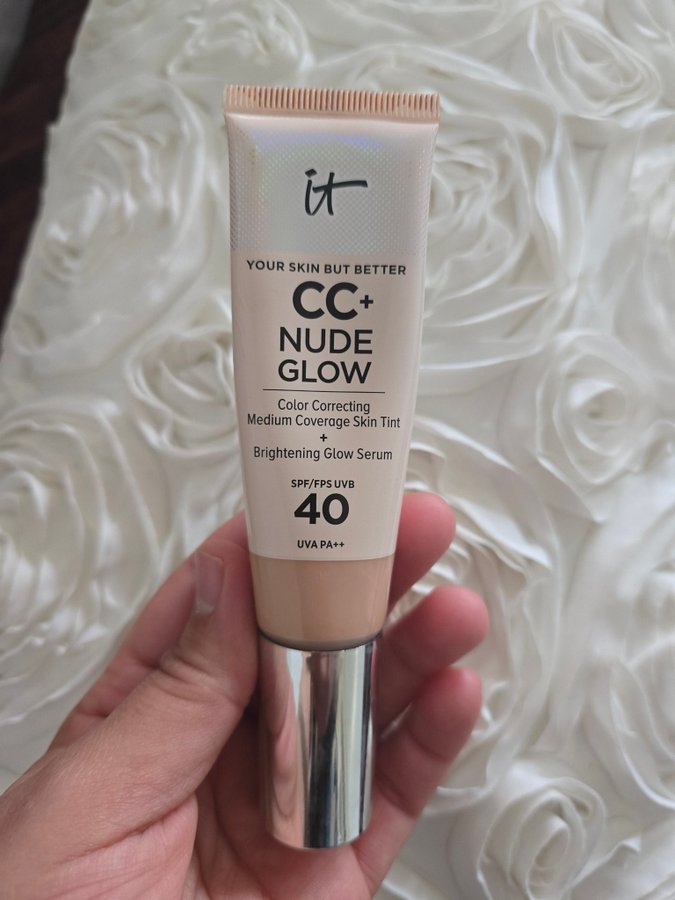 it
YOUR SKIN BUT BETTER
CC+
NUDE
GLOW
Color Correcting
Medium Coverage Skin Tint
+
Brightening Glow Serum
SPF/FPS UVB
40
UVA PA++